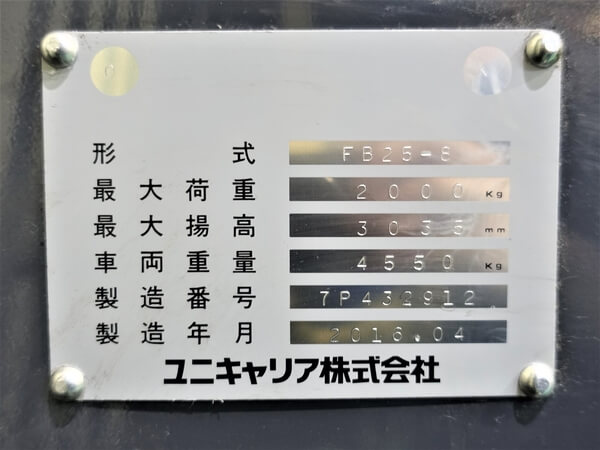 形式 FB25-8
最大荷重 2000 Kg
最大揚高 3035 mm
車両重量 4550 Kg
製造番号 7P432912
製造年月 2016.04
ユニキャリア株式会社